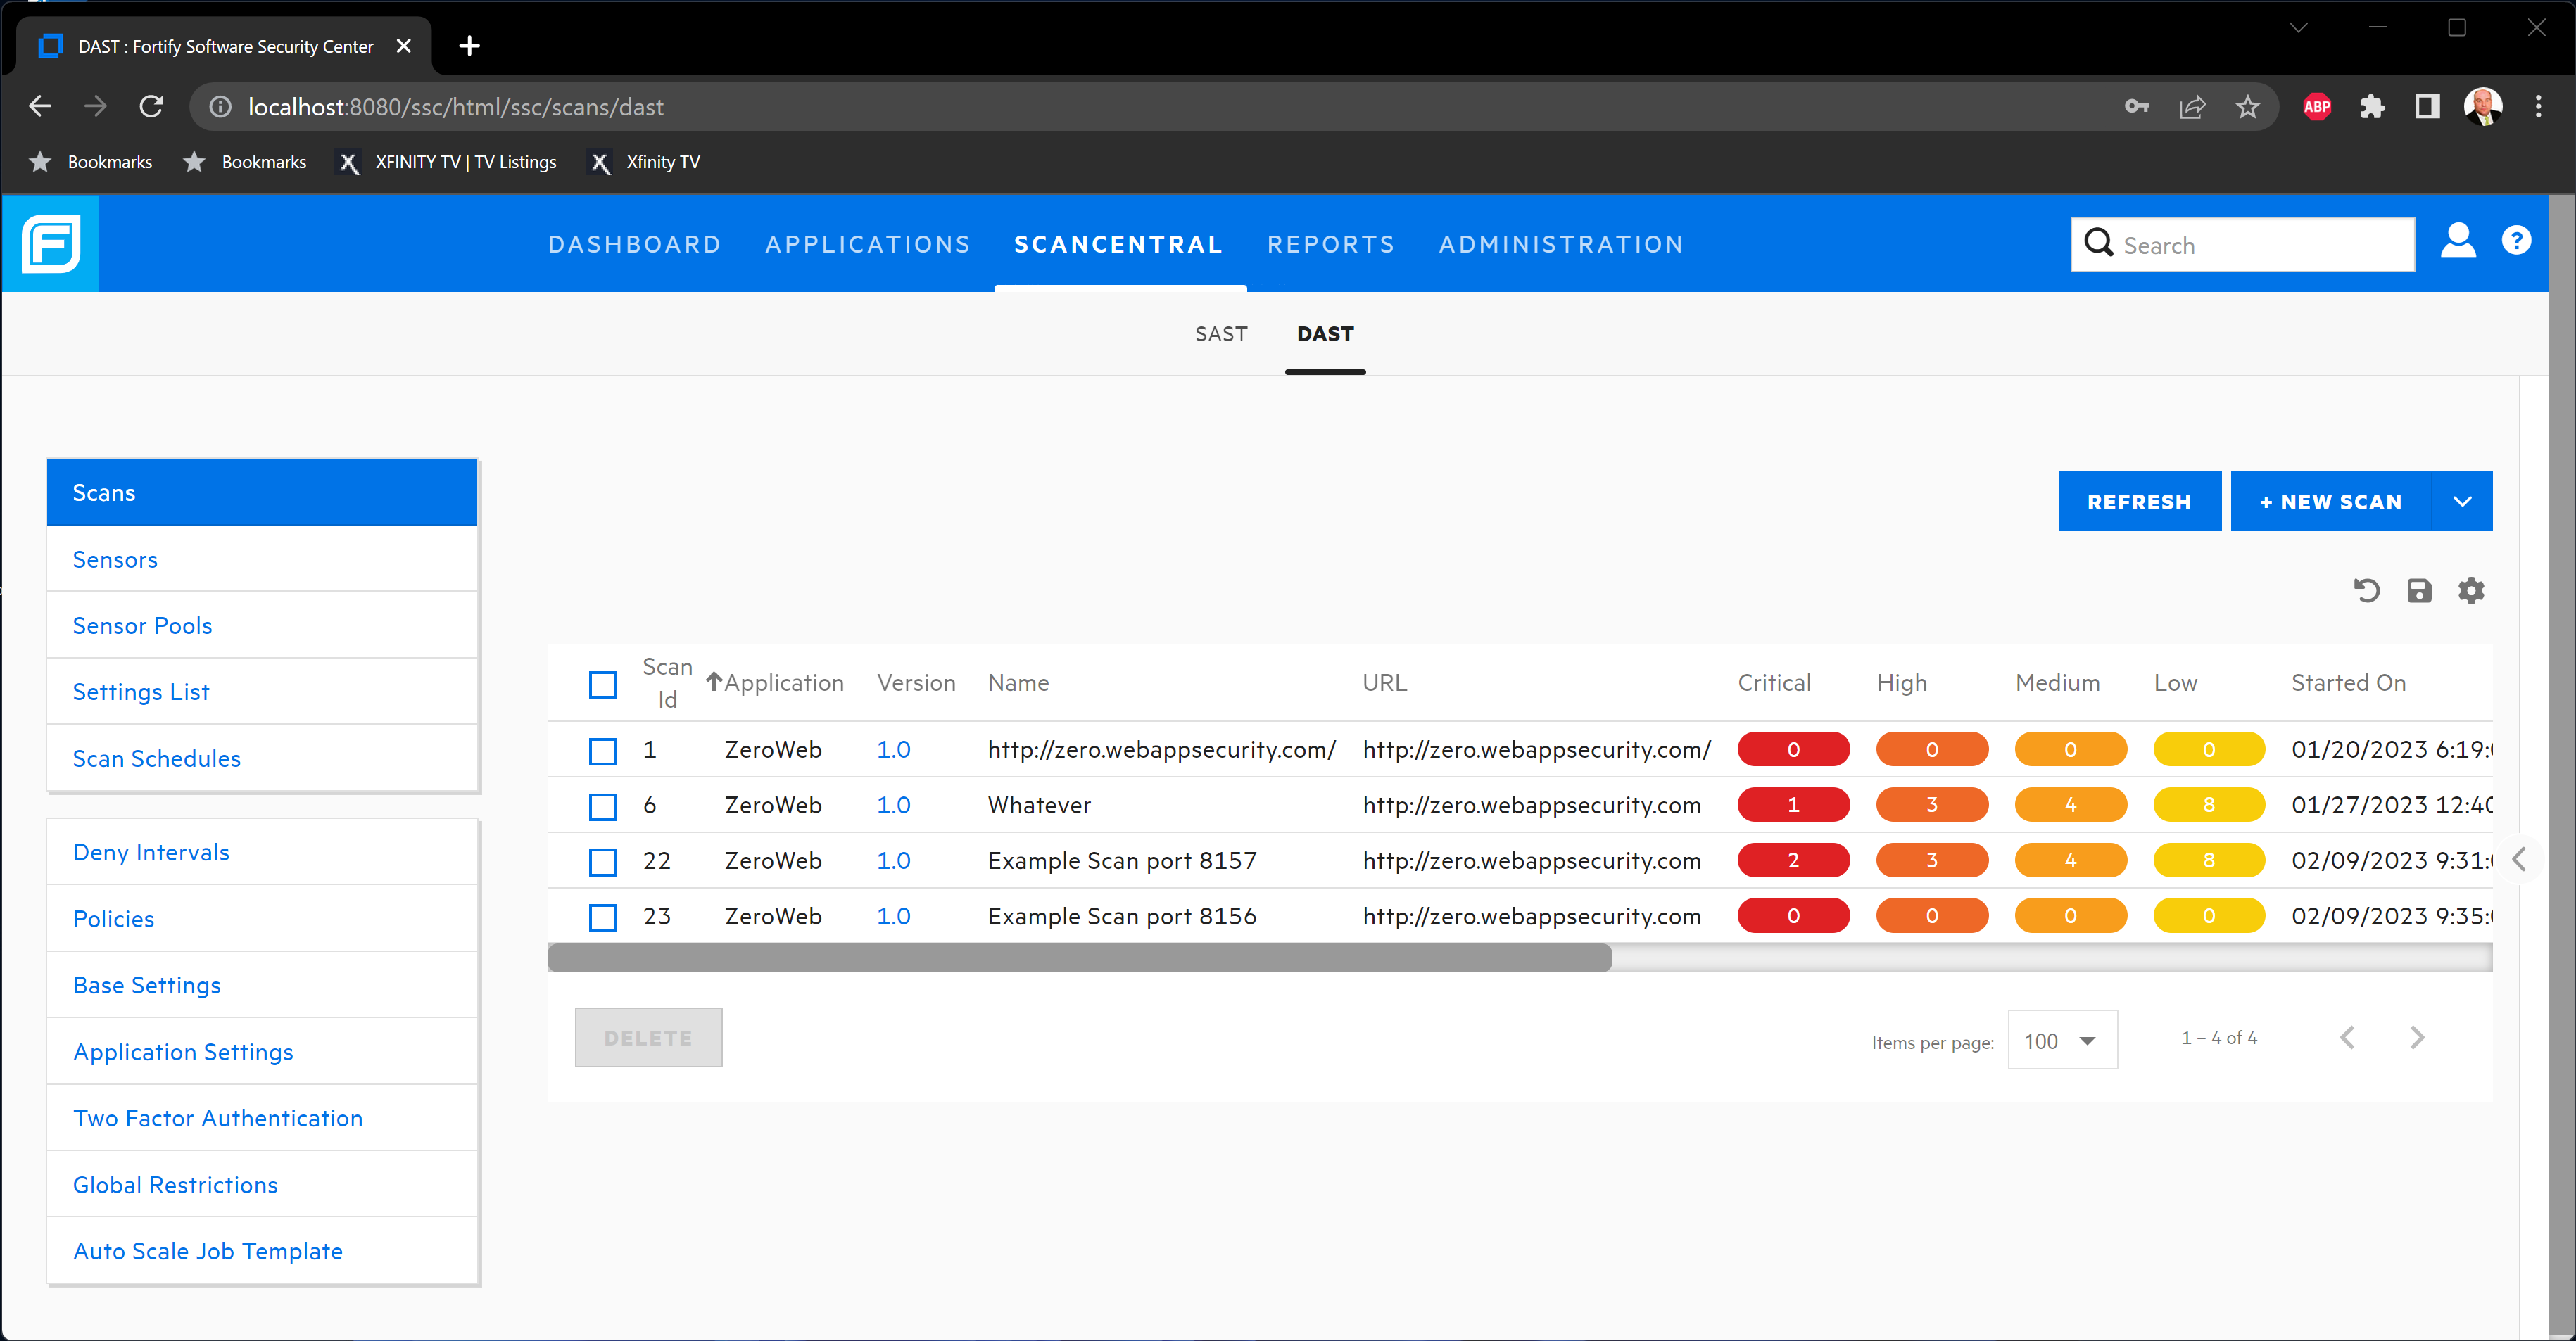 DAST : Fortify Software Security Center
localhost:8080/ssc/html/ssc/scans/dast
ABP
Bookmarks Bookmarks XFINITY TV | TV Listings Xfinity TV
F DASHBOARD APPLICATIONS SCANCENTRAL REPORTS ADMINISTRATION Search ?
SAST DAST
Scans
Sensors
Sensor Pools
Settings List
Scan Schedules
Deny Intervals
Policies
Base Settings
Application Settings
Two Factor Authentication
Global Restrictions
Auto Scale Job Template
REFRESH + NEW SCAN
Scan Id Application Version Name URL Critical High Medium Low Started On
1 ZeroWeb 1.0 http://zero.webappsecurity.com/ http://zero.webappsecurity.com/ 0 0 0 0 01/20/2023 6:19:
6 ZeroWeb 1.0 Whatever http://zero.webappsecurity.com 1 3 4 8 01/27/2023 12:40
22 ZeroWeb 1.0 Example Scan port 8157 http://zero.webappsecurity.com 2 3 4 8 02/09/2023 9:31:
23 ZeroWeb 1.0 Example Scan port 8156 http://zero.webappsecurity.com 0 0 0 0 02/09/2023 9:35:
DELETE
Items per page: 100 1 – 4 of 4